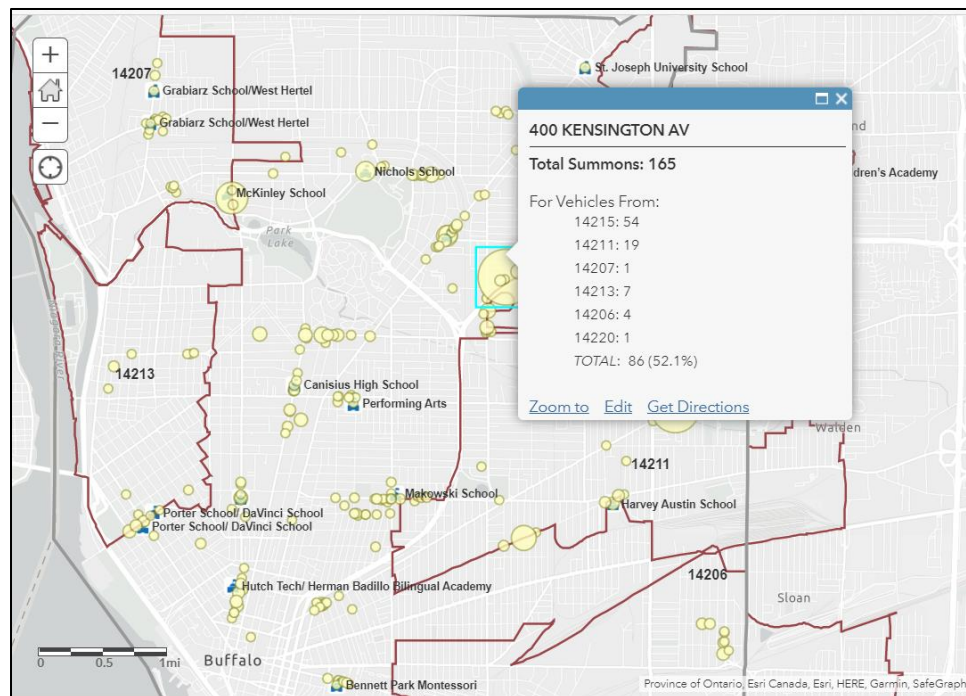 +
−
14207
Grabiarz School/West Hertel
Grabiarz School/West Hertel
St. Joseph University School
McKinley School
Nichols School
dren's Academy
nd
Park
Lake
Niagara River
400 KENSINGTON AV
Total Summons: 165
For Vehicles From:
14215: 54
14211: 19
14207: 1
14213: 7
14206: 4
14220: 1
TOTAL: 86 (52.1%)
Zoom to Edit Get Directions
14213
Canisius High School
Performing Arts
Walden
14211
Makowski School
Harvey Austin School
Porter School/ DaVinci School
Porter School/ DaVinci School
14206
Hutch Tech/ Herman Badillo Bilingual Academy
Sloan
0 0.5 1mi
Buffalo
Bennett Park Montessori
Province of Ontario, Esri Canada, Esri, HERE, Garmin, SafeGraph